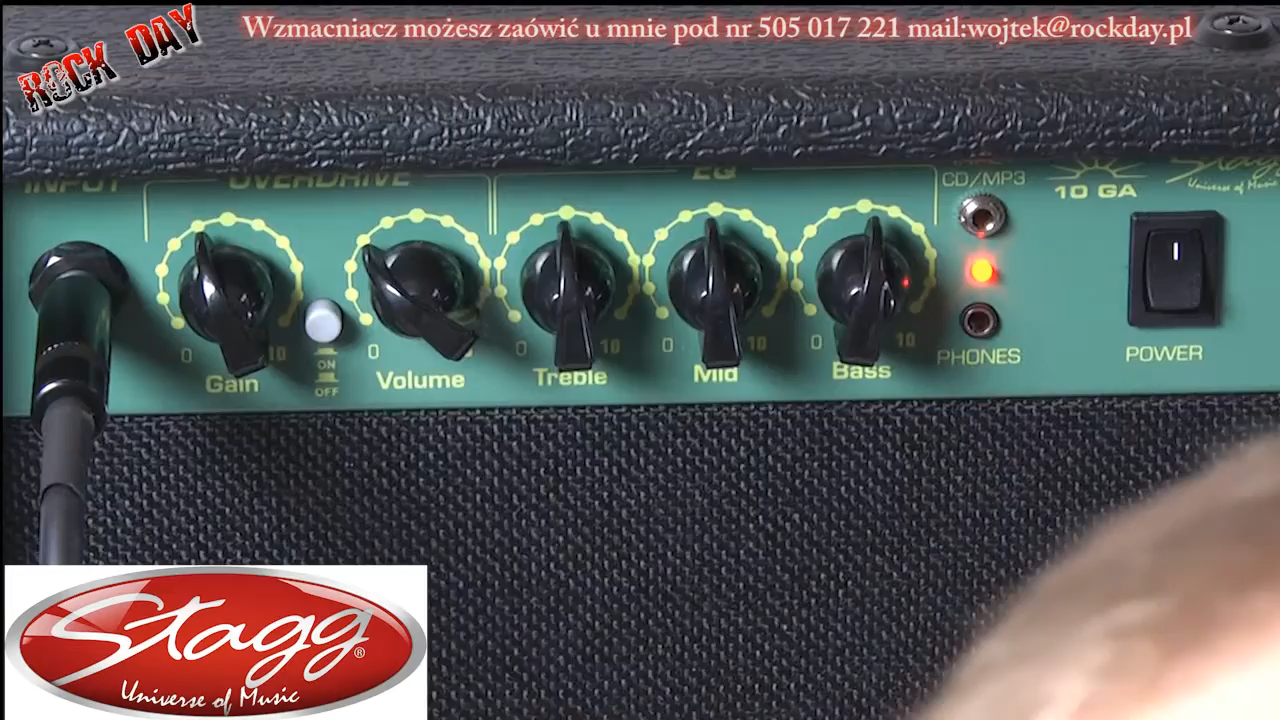 ROCK DAY
Wzmacniacz możesz zaówić u mnie pod nr 505 017 221 mail:wojtek@rockday.pl
INPUT
OVERDRIVE
EQ
CD/MP3
10 GA
Stagg
Universe of Music
0 10
Gain
ON
OFF
0
Volume
0 10
Treble
0 10
Mid
0 10
Bass
PHONES
POWER
Stagg®
Universe of Music